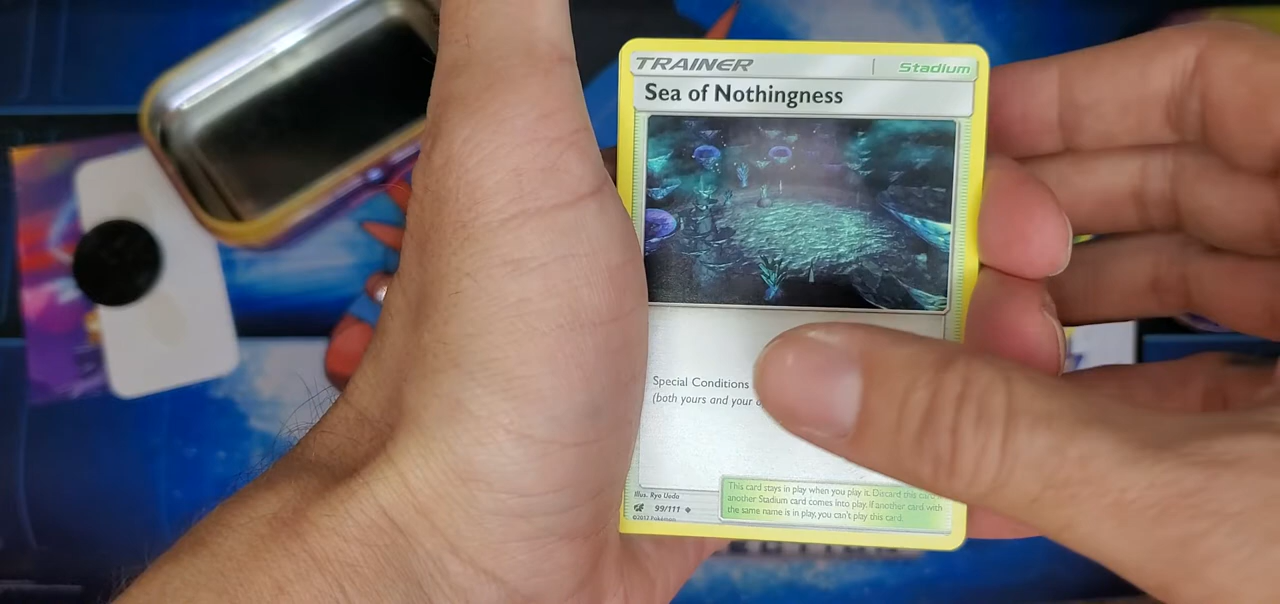 TRAINER
Stadium
Sea of Nothingness
Special Conditions
(both yours and your
This card stays in play when you play it. Discard this
another Stadium card comes into play. If another card with
the same name is in play, you can't play this card.
Illus. Ryo Ueda
99/111
©2017 Pokémon